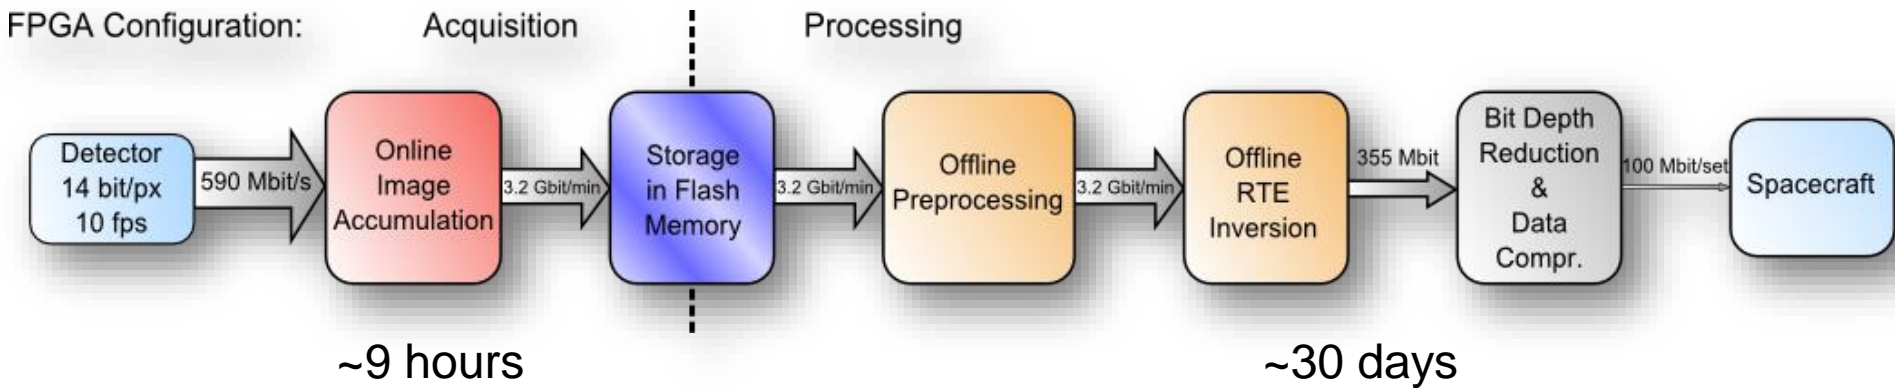 FPGA Configuration:
Acquisition
Processing
Detector
14 bit/px
10 fps
590 Mbit/s
Online
Image
Accumulation
3.2 Gbit/min
Storage
in Flash
Memory
3.2 Gbit/min
Offline
Preprocessing
3.2 Gbit/min
Offline
RTE
Inversion
355 Mbit
Bit Depth
Reduction
&
Data
Compr.
100 Mbit/set
Spacecraft
~9 hours
~30 days